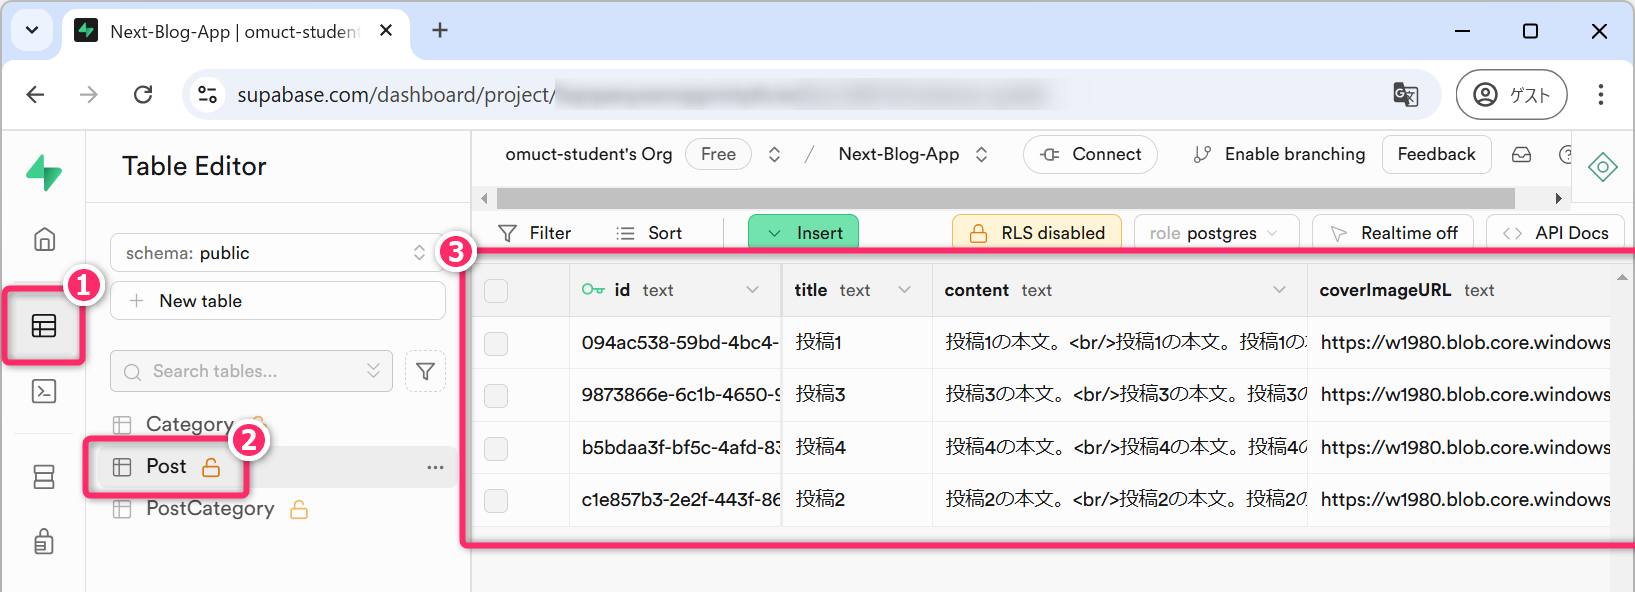 Next-Blog-App | omuct-studen
supabase.com/dashboard/project/
ゲスト
Table Editor
omuct-student's Org Free / Next-Blog-App Connect Enable branching Feedback
Filter Sort Insert RLS disabled role postgres Realtime off API Docs
schema: public
New table
Search tables...
Category
Post
PostCategory
1
2
3
id text title text content text coverImageURL text
094ac538-59bd-4bc4- 投稿1 投稿1の本文。<br/>投稿1の本文。投稿1の https://w1980.blob.core.windows
9873866e-6c1b-4650-9 投稿3 投稿3の本文。<br/>投稿3の本文。投稿3の https://w1980.blob.core.windows
b5bdaa3f-bf5c-4afd-83 投稿4 投稿4の本文。<br/>投稿4の本文。投稿4の https://w1980.blob.core.windows
c1e857b3-2e2f-443f-86 投稿2 投稿2の本文。<br/>投稿2の本文。投稿2の https://w1980.blob.core.windows